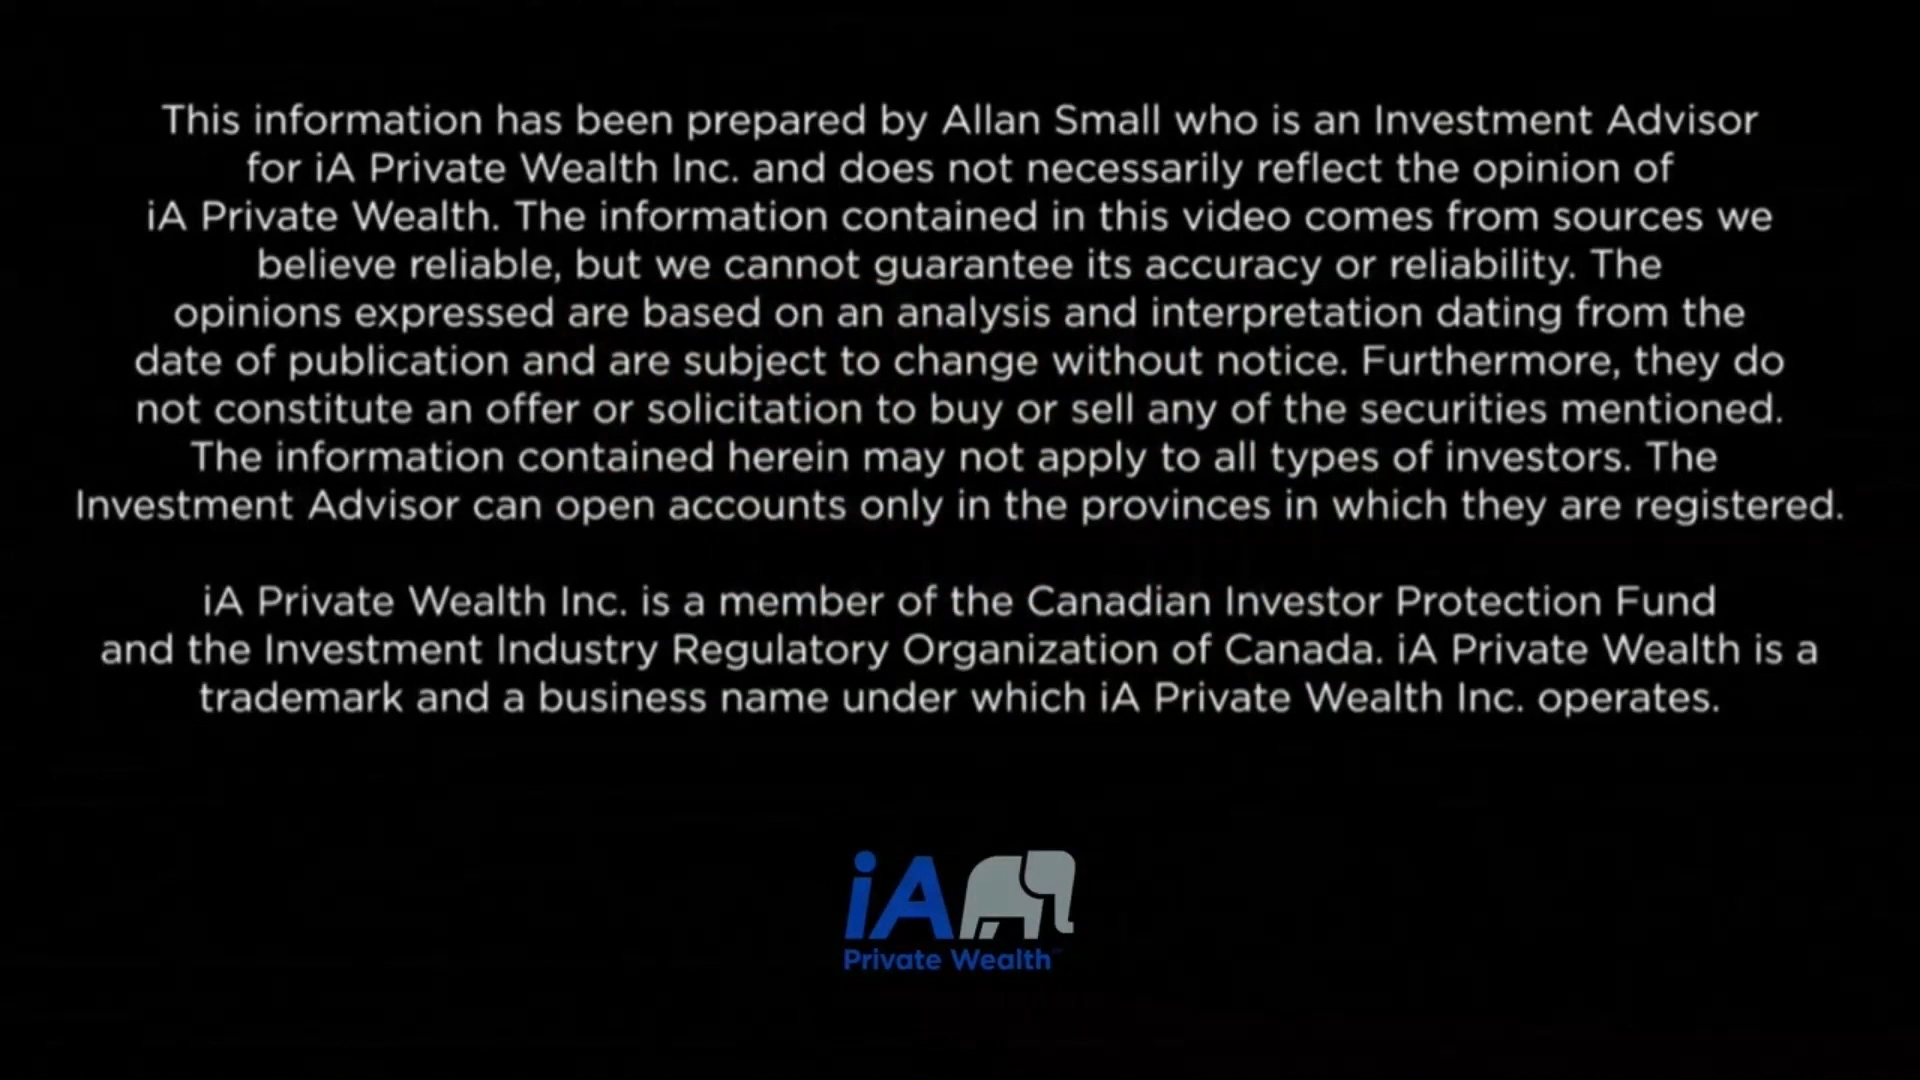 This information has been prepared by Allan Small who is an Investment Advisor
for iA Private Wealth Inc. and does not necessarily reflect the opinion of
iA Private Wealth. The information contained in this video comes from sources we
believe reliable, but we cannot guarantee its accuracy or reliability. The
opinions expressed are based on an analysis and interpretation dating from the
date of publication and are subject to change without notice. Furthermore, they do
not constitute an offer or solicitation to buy or sell any of the securities mentioned.
The information contained herein may not apply to all types of investors. The
Investment Advisor can open accounts only in the provinces in which they are registered.
iA Private Wealth Inc. is a member of the Canadian Investor Protection Fund
and the Investment Industry Regulatory Organization of Canada. iA Private Wealth is a
trademark and a business name under which iA Private Wealth Inc. operates.
iA
Private Wealth